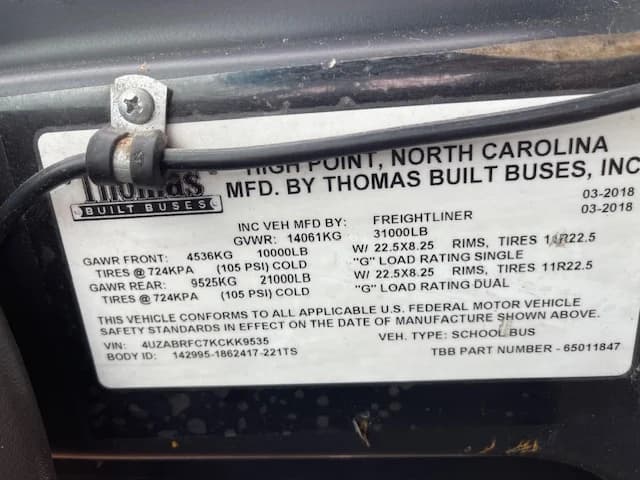 HIGH POINT, NORTH CAROLINA
Thomas MFD. BY THOMAS BUILT BUSES, INC
BUILT BUSES
03-2018
INC VEH MFD BY: FREIGHTLINER 03-2018
GVWR: 14061KG 31000LB
GAWR FRONT: 4536KG 10000LB W/ 22.5X8.25 RIMS, TIRES 11R22.5
TIRES @ 724KPA (105 PSI) COLD "G" LOAD RATING SINGLE
GAWR REAR: 9525KG 21000LB W/ 22.5X8.25 RIMS, TIRES 11R22.5
TIRES @ 724KPA (105 PSI) COLD "G" LOAD RATING DUAL
THIS VEHICLE CONFORMS TO ALL APPLICABLE U.S. FEDERAL MOTOR VEHICLE
SAFETY STANDARDS IN EFFECT ON THE DATE OF MANUFACTURE SHOWN ABOVE.
VIN: 4UZABRFC7KCKK9535 VEH. TYPE: SCHOOL BUS
BODY ID: 142995-1862417-221TS TBB PART NUMBER - 65011847